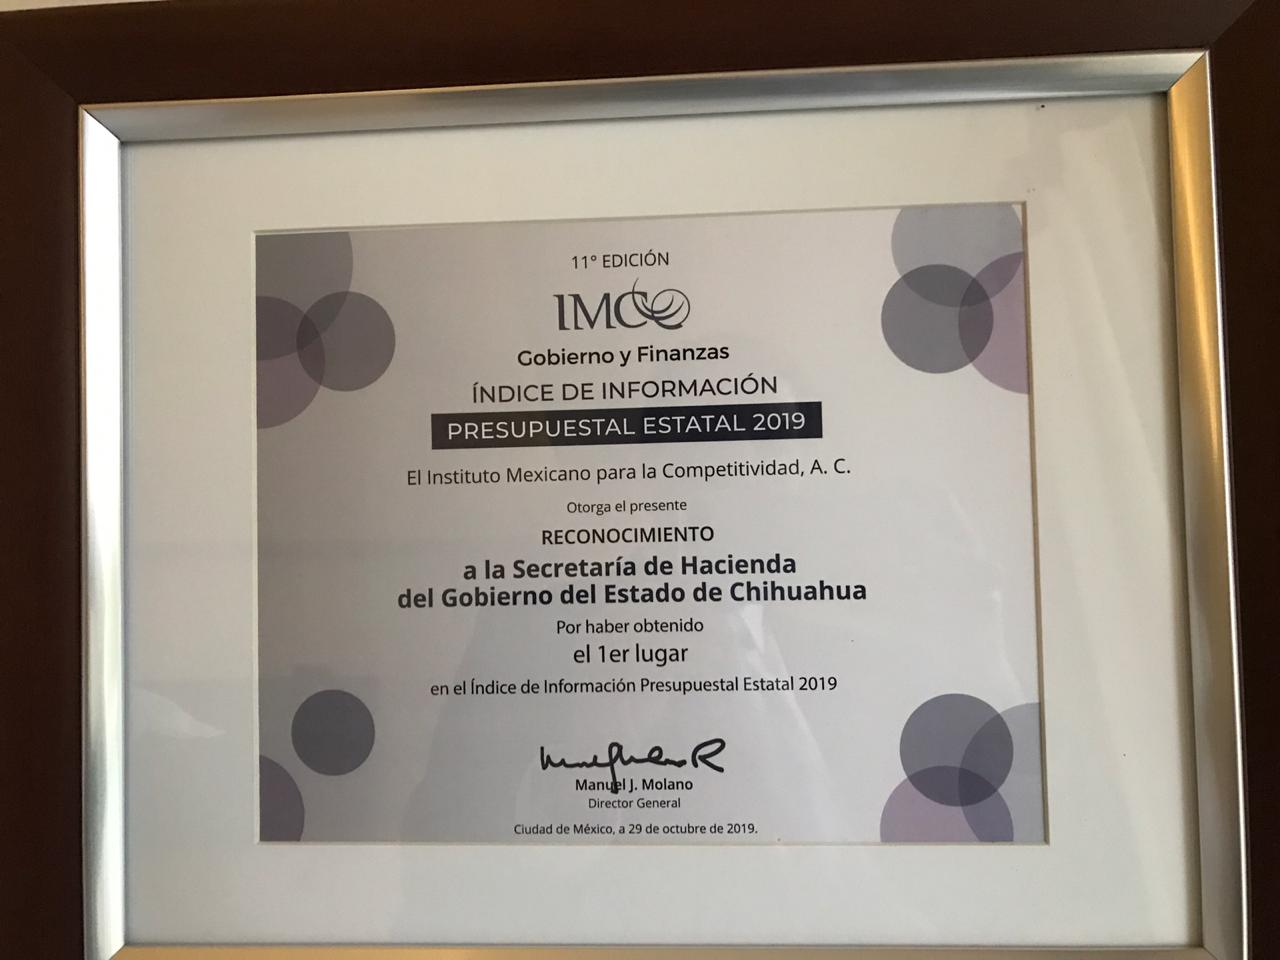 11° EDICIÓN
IMCO
Gobierno y Finanzas
ÍNDICE DE INFORMACIÓN
PRESUPUESTAL ESTATAL 2019
El Instituto Mexicano para la Competitividad, A. C.
Otorga el presente
RECONOCIMIENTO
a la Secretaría de Hacienda
del Gobierno del Estado de Chihuahua
Por haber obtenido
el 1er lugar
en el Índice de Información Presupuestal Estatal 2019
Manuel J. Molano
Director General
Ciudad de México, a 29 de octubre de 2019.